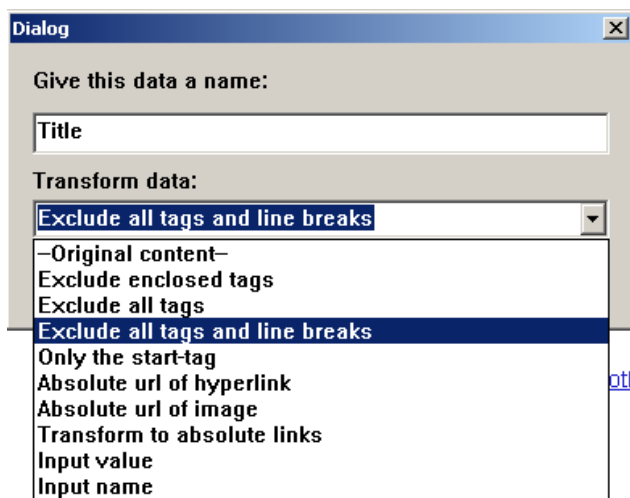 Dialog
Give this data a name:
Title
Transform data:
Exclude all tags and line breaks
–Original content–
Exclude enclosed tags
Exclude all tags
Exclude all tags and line breaks
Only the start-tag
Absolute url of hyperlink
Absolute url of image
Transform to absolute links
Input value
Input name